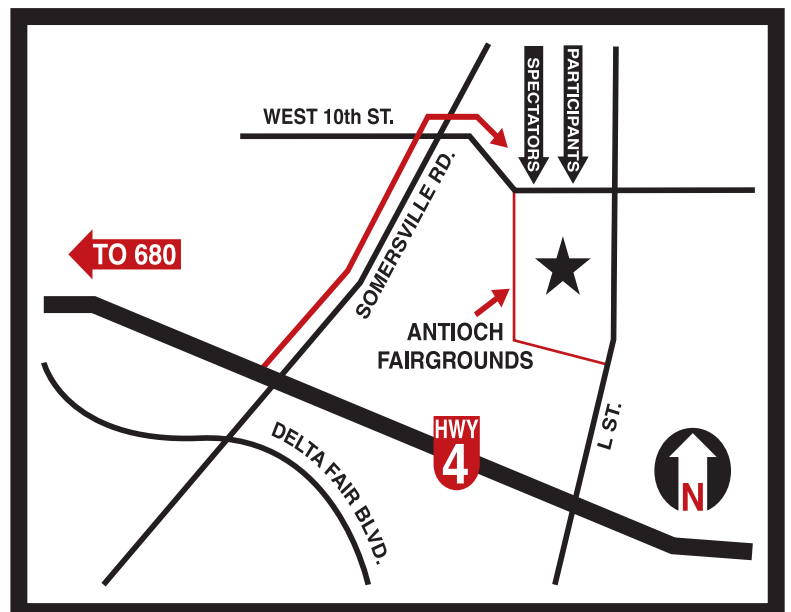 WEST 10th ST.
SPECTATORS
PARTICIPANTS
SOMERSVILLE RD.
TO 680
ANTIOCH
FAIRGROUNDS
HWY
4
L ST.
DELTA FAIR BLVD.
N